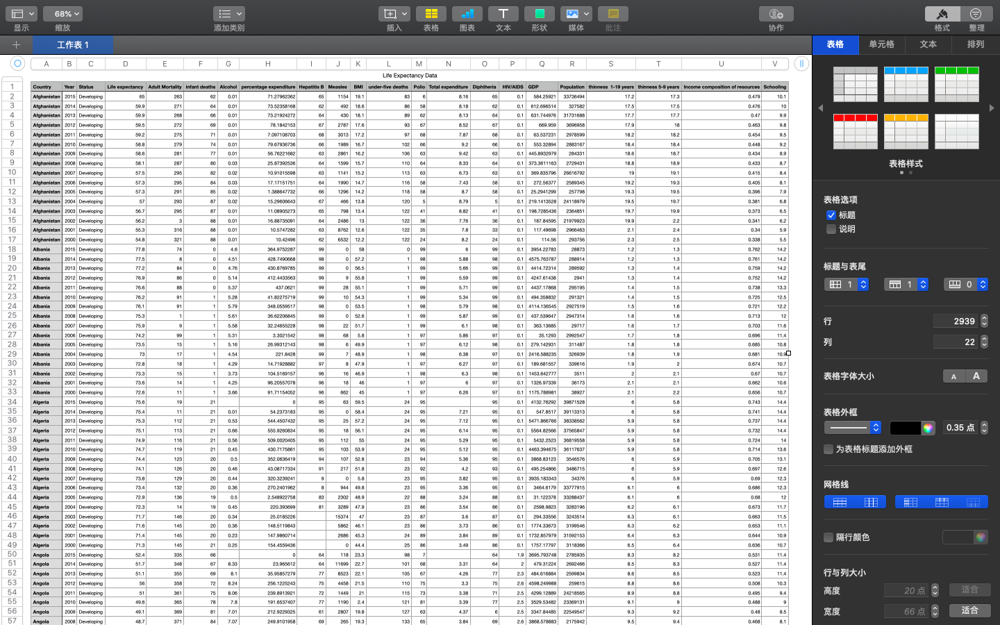 68%
显示
缩放
添加类别
插入
表格
图表
文本
形状
媒体
批注
协作
格式
整理
工作表 1
表格
单元格
文本
排列
A B C D E F G H I J K L M N O P Q R S T U V
Life Expectancy Data
1 Country Year Status Life expectancy Adult Mortality infant deaths Alcohol percentage expenditure Hepatitis B Measles BMI under-five deaths Polio Total expenditure Diphtheria HIV/AIDS GDP Population thinness 1-19 years thinness 5-9 years Income composition of resources Schooling
2 Afghanistan 2015 Developing 65 263 62 0.01 71.27962362 65 1154 19.1 83 6 8.16 65 0.1 584.25921 33736494 17.2 17.3 0.479 10.1
3 Afghanistan 2014 Developing 59.9 271 64 0.01 73.52358168 62 492 18.6 86 58 8.18 62 0.1 612.696514 327582 17.5 17.5 0.476 10
4 Afghanistan 2013 Developing 59.9 268 66 0.01 73.21924272 64 430 18.1 89 62 8.13 64 0.1 631.744976 31731688 17.7 17.7 0.47 9.9
5 Afghanistan 2012 Developing 59.5 272 69 0.01 78.1842153 67 2787 17.6 93 67 8.52 67 0.1 669.959 3696958 17.9 18 0.463 9.8
6 Afghanistan 2011 Developing 59.2 275 71 0.01 7.097108703 68 3013 17.2 97 68 7.87 68 0.1 63.537231 2978599 18.2 18.2 0.454 9.5
7 Afghanistan 2010 Developing 58.8 279 74 0.01 79.67936736 66 1989 16.7 102 66 9.2 66 0.1 553.32894 2883167 18.4 18.4 0.448 9.2
8 Afghanistan 2009 Developing 58.6 281 77 0.01 56.76221682 63 2861 16.2 106 63 9.42 63 0.1 445.8932979 284331 18.6 18.7 0.434 8.9
9 Afghanistan 2008 Developing 58.1 287 80 0.03 25.87392536 64 1599 15.7 110 64 8.33 64 0.1 373.3611163 2729431 18.8 18.9 0.433 8.7
10 Afghanistan 2007 Developing 57.5 295 82 0.02 10.91015598 63 1141 15.2 113 63 6.73 63 0.1 369.835796 26616792 19 19.1 0.415 8.4
11 Afghanistan 2006 Developing 57.3 295 84 0.03 17.17151751 64 1990 14.7 116 58 7.43 58 0.1 272.56377 2589345 19.2 19.3 0.405 8.1
12 Afghanistan 2005 Developing 57.3 291 85 0.02 1.388647732 66 1296 14.2 118 58 8.7 58 0.1 25.2941299 257798 19.3 19.5 0.396 7.9
13 Afghanistan 2004 Developing 57 293 87 0.02 15.29606643 67 466 13.8 120 5 8.79 5 0.1 219.1413528 24118979 19.5 19.7 0.381 6.8
14 Afghanistan 2003 Developing 56.7 295 87 0.01 11.08905273 65 798 13.4 122 41 8.82 41 0.1 198.7285436 2364851 19.7 19.9 0.373 6.5
15 Afghanistan 2002 Developing 56.2 3 88 0.01 16.88735091 64 2486 13 122 36 7.76 36 0.1 187.84595 21979923 19.9 2.2 0.341 6.2
16 Afghanistan 2001 Developing 55.3 316 88 0.01 10.5747282 63 8762 12.6 122 35 7.8 33 0.1 117.49698 2966463 2.1 2.4 0.34 5.9
17 Afghanistan 2000 Developing 54.8 321 88 0.01 10.42496 62 6532 12.2 122 24 8.2 24 0.1 114.56 293756 2.3 2.5 0.338 5.5
18 Albania 2015 Developing 77.8 74 0 4.6 364.9752287 99 0 58 0 99 6 99 0.1 3954.22783 28873 1.2 1.3 0.762 14.2
19 Albania 2014 Developing 77.5 8 0 4.51 428.7490668 98 0 57.2 1 98 5.88 98 0.1 4575.763787 288914 1.2 1.3 0.761 14.2
20 Albania 2013 Developing 77.2 84 0 4.76 430.8769785 99 0 56.5 1 99 5.66 99 0.1 4414.72314 289592 1.3 1.4 0.759 14.2
21 Albania 2012 Developing 76.9 86 0 5.14 412.4433563 99 9 55.8 1 99 5.59 99 0.1 4247.61438 2941 1.3 1.4 0.752 14.2
22 Albania 2011 Developing 76.6 88 0 5.37 437.0621 99 28 55.1 1 99 5.71 99 0.1 4437.17868 295195 1.4 1.5 0.738 13.3
23 Albania 2010 Developing 76.2 91 1 5.28 41.82275719 99 10 54.3 1 99 5.34 99 0.1 494.358832 291321 1.4 1.5 0.725 12.5
24 Albania 2009 Developing 76.1 91 1 5.79 348.0559517 98 0 53.5 1 98 5.79 98 0.1 4114.136545 2927519 1.5 1.6 0.721 12.2
25 Albania 2008 Developing 75.3 1 1 5.61 36.62206845 99 0 52.6 1 99 5.87 99 0.1 437.539647 2947314 1.6 1.6 0.713 12
26 Albania 2007 Developing 75.9 9 1 5.58 32.24655228 98 22 51.7 1 99 6.1 98 0.1 363.13685 29717 1.6 1.7 0.703 11.6
27 Albania 2006 Developing 74.2 99 1 5.31 3.3021542 98 68 5.8 1 97 5.86 97 0.1 35.1293 2992547 1.7 1.8 0.696 11.4
28 Albania 2005 Developing 73.5 15 1 5.16 26.99312143 98 6 49.9 1 97 6.12 98 0.1 279.142931 311487 1.8 1.8 0.685 10.8
29 Albania 2004 Developing 73 17 1 4.54 221.8428 99 7 48.9 1 98 6.38 97 0.1 2416.588235 326939 1.8 1.9 0.681 10.9
30 Albania 2003 Developing 72.8 18 1 4.29 14.71928882 97 8 47.9 1 97 6.27 97 0.1 189.681557 339616 1.9 2 0.674 10.7
31 Albania 2002 Developing 73.3 15 1 3.73 104.5169157 96 16 46.9 1 98 6.3 98 0.1 1453.642777 3511 2 2.1 0.67 10.7
32 Albania 2001 Developing 73.6 14 1 4.25 96.20557078 96 18 46 1 97 6 97 0.1 1326.97339 36173 2.1 2.1 0.662 10.6
33 Albania 2000 Developing 72.6 11 1 3.66 91.71154052 96 662 45 1 97 6.26 97 0.1 1175.788981 38927 2.1 2.2 0.656 10.7
34 Algeria 2015 Developing 75.6 19 21 0 95 63 59.5 24 95 95 0.1 4132.76292 39871528 6 5.8 0.743 14.4
35 Algeria 2014 Developing 75.4 11 21 0.01 54.2373183 95 0 58.4 24 95 7.21 95 0.1 547.8517 39113313 6 5.8 0.741 14.4
36 Algeria 2013 Developing 75.3 112 21 0.53 544.4507432 95 25 57.2 24 95 7.12 95 0.1 5471.866766 38338562 5.9 5.8 0.737 14.4
37 Algeria 2012 Developing 75.1 113 21 0.66 555.9260834 95 18 56.1 24 95 6.14 95 0.1 5564.82566 37565847 5.9 5.8 0.732 14.4
38 Algeria 2011 Developing 74.9 116 21 0.56 509.0020405 95 112 55 24 95 5.29 95 0.1 5432.2523 36819558 5.9 5.8 0.724 14
39 Algeria 2010 Developing 74.7 119 21 0.45 430.7175861 95 103 53.9 24 95 5.12 95 0.1 4463.394675 36117637 5.9 5.8 0.714 13.6
40 Algeria 2009 Developing 74.4 123 20 0.5 352.0636419 94 107 52.8 23 94 5.36 95 0.1 3868.83123 3546576 6 5.9 0.705 13.1
41 Algeria 2008 Developing 74.1 126 20 0.46 43.08717334 91 217 51.8 23 92 4.2 93 0.1 495.254866 3486715 6 5.9 0.697 12.6
42 Algeria 2007 Developing 73.8 129 20 0.44 320.3239241 9 0 5.8 23 95 3.82 95 0.1 3935.183343 34376 6 5.9 0.69 12.3
43 Algeria 2006 Developing 73.4 132 20 0.36 270.2401962 8 944 49.8 23 95 3.36 95 0.1 3464.6179 33777915 6.1 6 0.686 12.3
44 Algeria 2005 Developing 72.9 136 19 0.5 2.548922758 83 2302 48.9 22 88 3.24 88 0.1 31.122378 33288437 6.1 6 0.68 12
45 Algeria 2004 Developing 72.3 14 19 0.45 220.393699 81 3289 47.9 23 86 3.54 86 0.1 2598.9823 3283196 6.2 6.1 0.673 11.7
46 Algeria 2003 Developing 71.7 146 20 0.34 25.0185226 15374 47 23 87 3.6 87 0.1 294.33556 3243514 6.3 6.1 0.663 11.5
47 Algeria 2002 Developing 71.6 145 20 0.36 148.5119843 5862 46.1 23 86 3.73 86 0.1 1774.33673 3199546 6.3 6.2 0.653 11.1
48 Algeria 2001 Developing 71.4 145 20 0.23 147.9860714 2686 45.3 24 89 3.84 89 0.1 1732.857979 31592153 6.4 6.3 0.644 10.9
49 Algeria 2000 Developing 71.3 145 21 0.25 154.4559436 0 44.4 25 86 3.49 86 0.1 1757.17797 3118366 6.5 6.4 0.636 10.7
50 Angola 2015 Developing 52.4 335 66 0 64 118 23.3 98 7 64 1.9 3695.793748 2785935 8.3 8.2 0.531 11.4
51 Angola 2014 Developing 51.7 348 67 8.33 23.965612 64 11699 22.7 101 68 3.31 64 2 479.31224 2692466 8.5 8.3 0.527 11.4
52 Angola 2013 Developing 51.1 355 69 8.1 35.95857279 77 8523 22.1 105 67 4.26 77 2.3 484.616884 2599834 8.6 8.5 0.523 11.4
53 Angola 2012 Developing 56 358 72 8.24 256.1225243 75 4458 21.5 110 75 3.3 75 2.6 4598.249988 259615 8.8 8.6 0.508 10.3
54 Angola 2011 Developing 51 361 75 8.06 239.8913921 72 1449 21 115 73 3.38 71 2.5 4299.12889 24218565 8.9 8.8 0.495 9.4
55 Angola 2010 Developing 49.6 365 78 7.8 191.6537407 77 1190 2.4 121 81 3.39 77 2.5 3529.53482 23369131 9.1 9 0.488 9
56 Angola 2009 Developing 49.1 369 81 7.01 212.9229325 61 2807 19.8 127 63 4.37 6 2.5 3347.84485 22549547 9.3 9.2 0.48 8.5
57 Angola 2008 Developing 48.7 371 84 7.07 249.9101958 69 265 19.3 133 65 3.84 69 2.6 3868.578883 2175942 9.5 9.4 0.468 8.1
表格样式
表格选项
标题
说明
标题与表尾
1 1 0
行 2939
列 22
表格字体大小 A A
表格外框
0.35 点
为表格标题添加外框
网格线
隔行颜色
行与列大小
高度 20 点 适合
宽度 66 点 适合